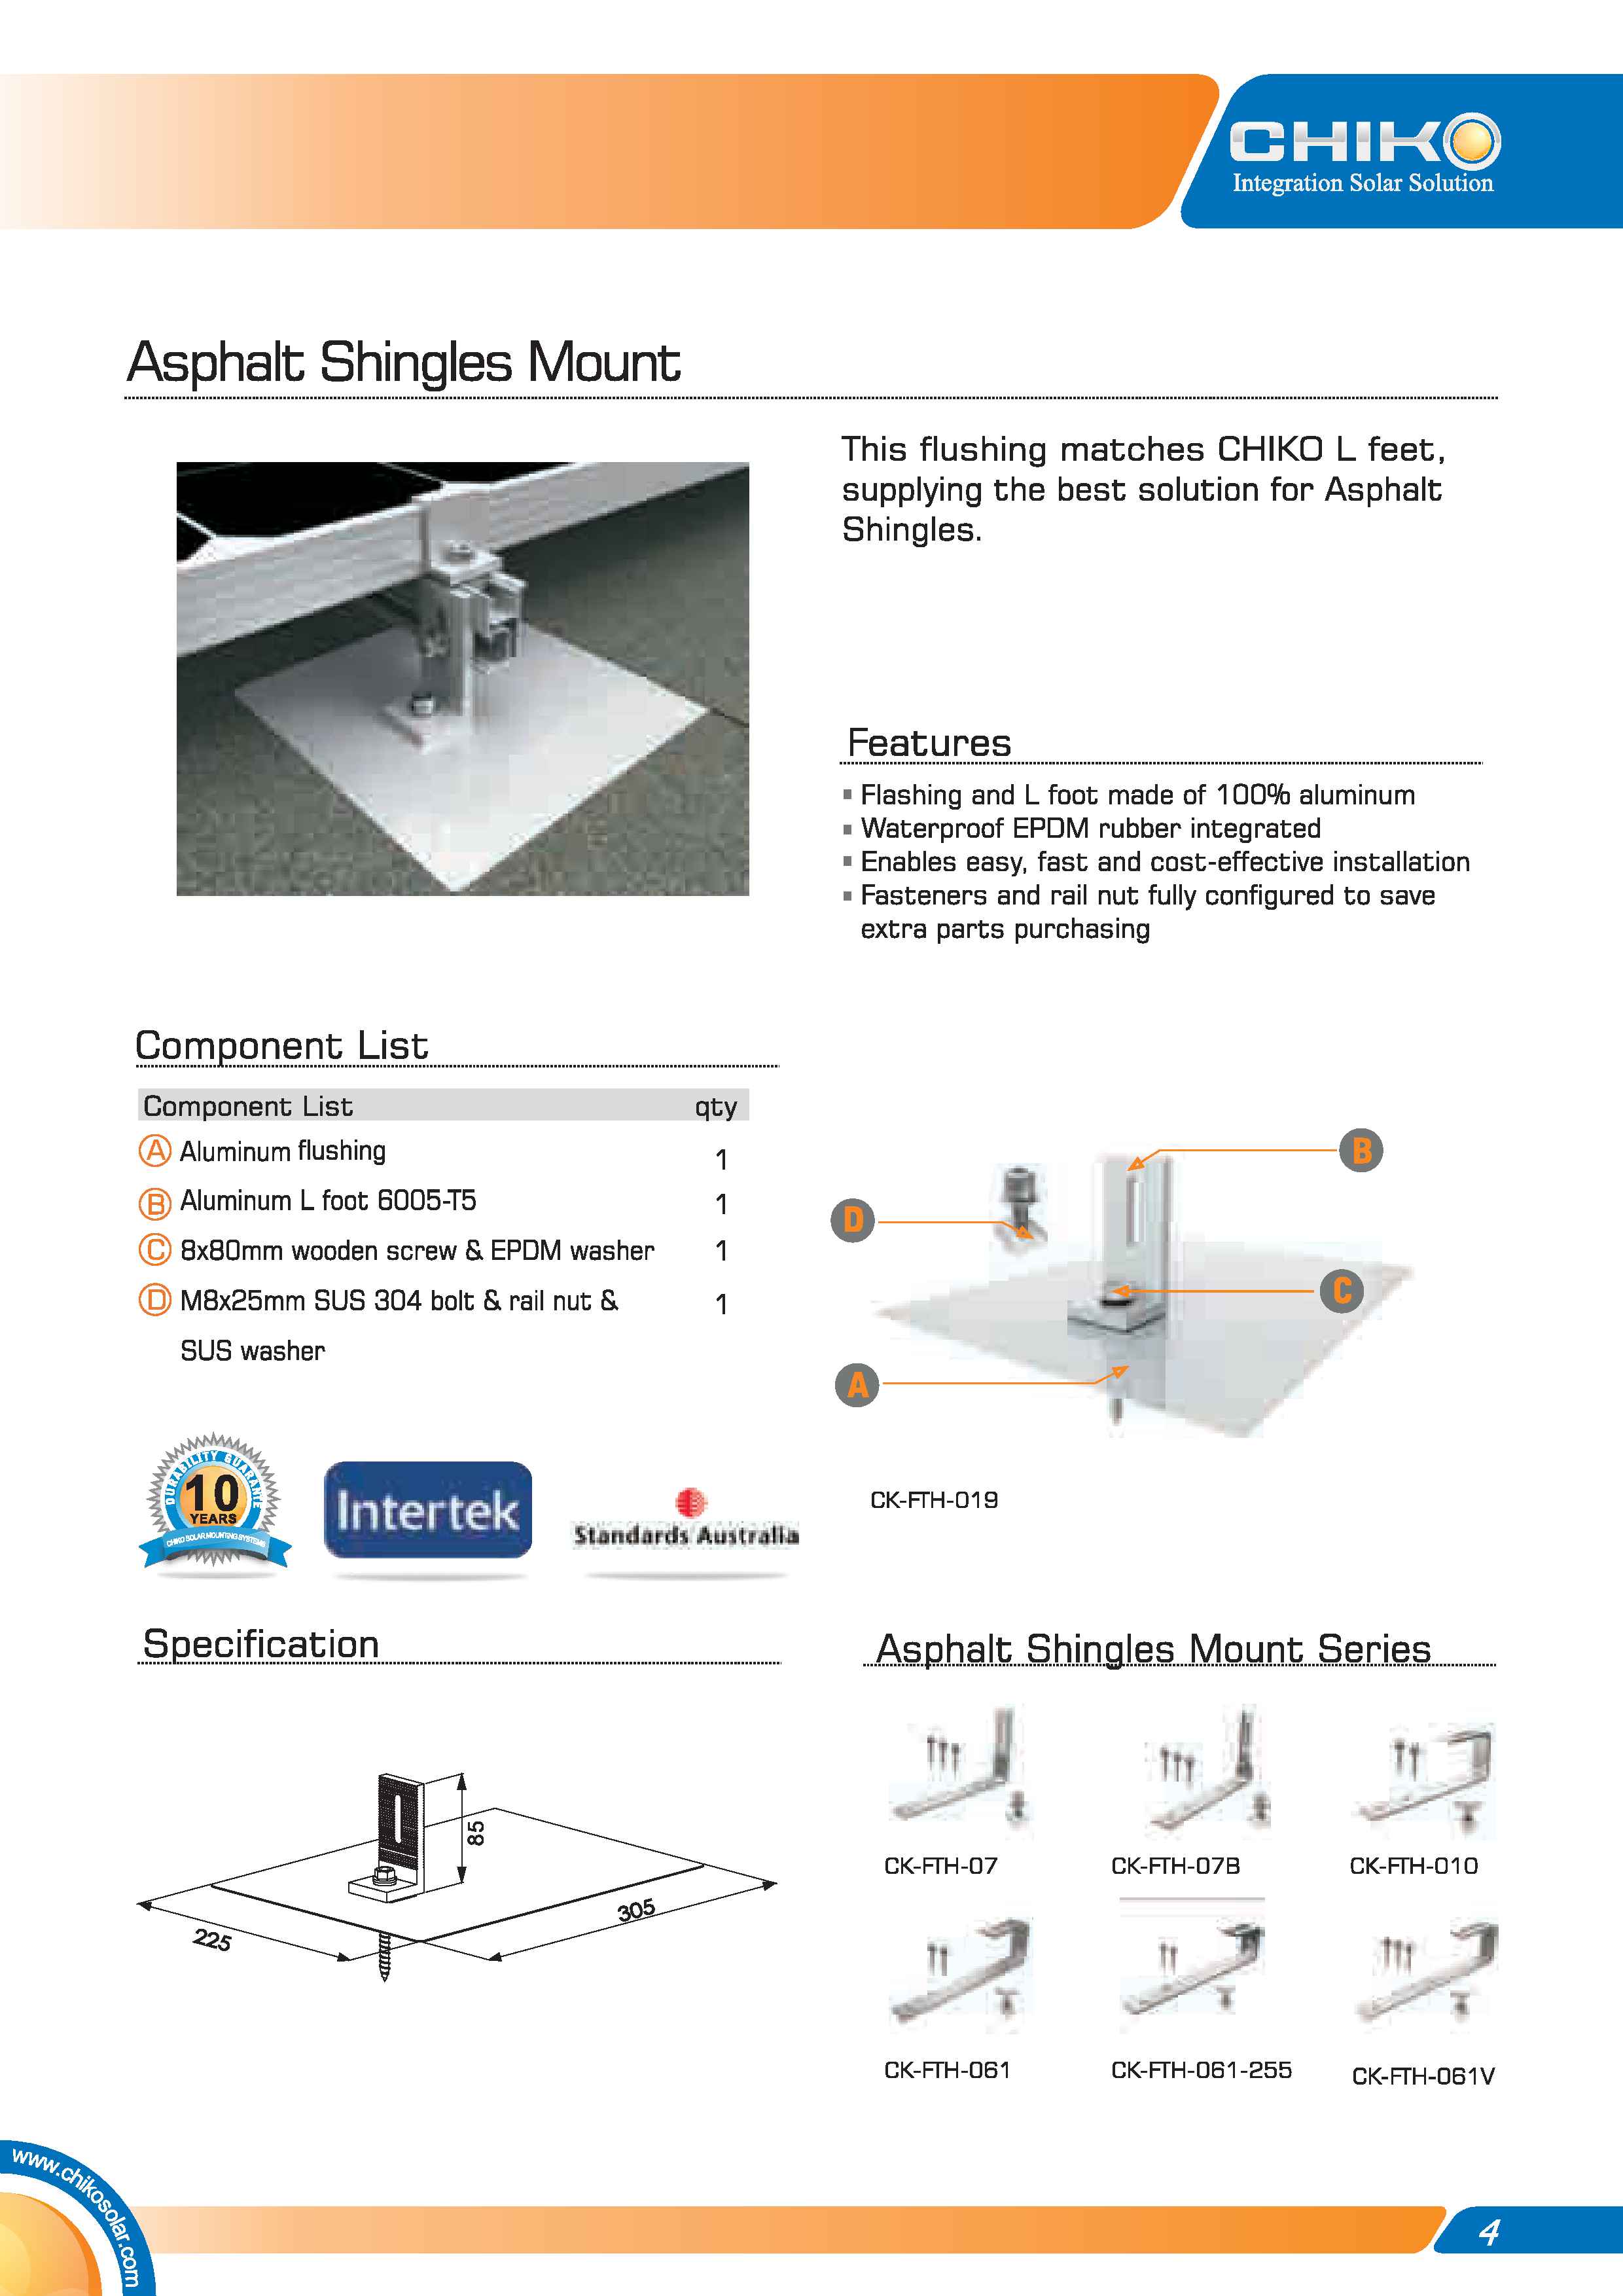 CHIKO
Integration Solar Solution
Asphalt Shingles Mount
This flushing matches CHIKO L feet,
supplying the best solution for Asphalt
Shingles.
Features
Flashing and L foot made of 100% aluminum
Waterproof EPDM rubber integrated
Enables easy, fast and cost-effective installation
Fasteners and rail nut fully configured to save
extra parts purchasing
Component List
Component List qty
A Aluminum flushing 1
B Aluminum L foot 6005-T5 1
C 8x80mm wooden screw & EPDM washer 1
D M8x25mm SUS 304 bolt & rail nut & 1
SUS washer
B
D
C
A
CK-FTH-019
DURABILITY GUARANTE
10
YEARS
CHIKO SOLAR MOUNTING SYSTEMS
Intertek
Standards Australia
Specification
85
305
225
Asphalt Shingles Mount Series
CK-FTH-07 CK-FTH-07B CK-FTH-010
CK-FTH-061 CK-FTH-061-255 CK-FTH-061V
www.chikosolar.com
4